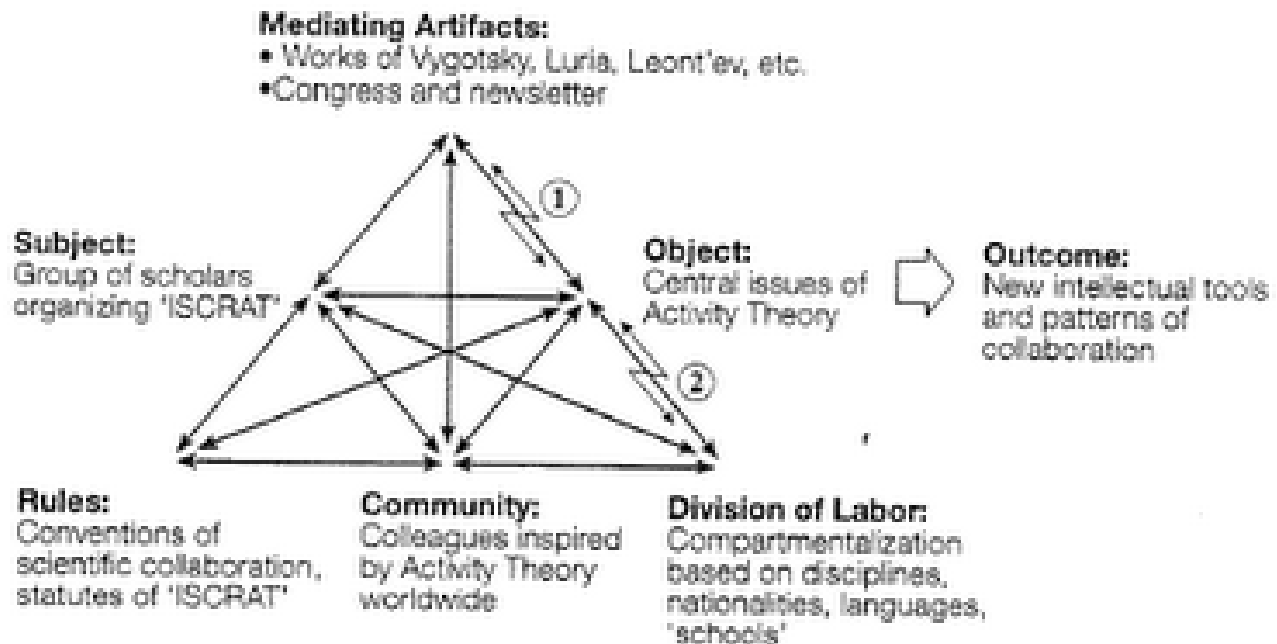 Mediating Artifacts:
• Works of Vygotsky, Luria, Leont'ev, etc.
•Congress and newsletter
①
Subject:
Group of scholars
organizing 'ISCRAT'
Object:
Central issues of
Activity Theory
Outcome:
New intellectual tools
and patterns of
collaboration
②
Rules:
Conventions of
scientific collaboration,
statutes of 'ISCRAT'
Community:
Colleagues inspired
by Activity Theory
worldwide
Division of Labor:
Compartmentalization
based on disciplines,
nationalities, languages,
'schools'